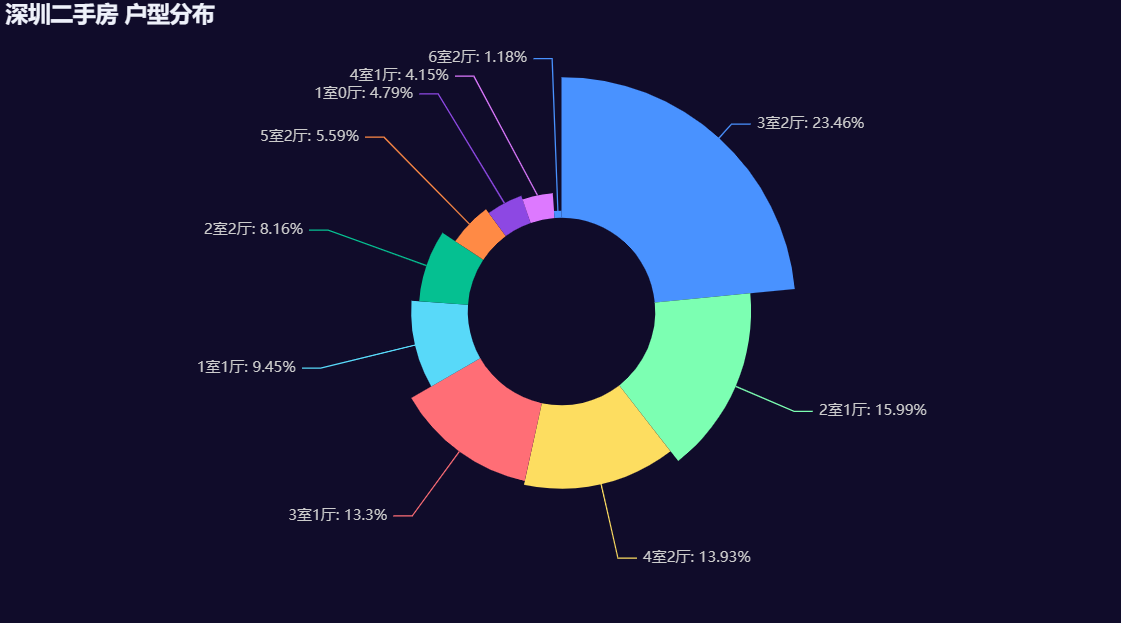 深圳二手房 户型分布
6室2厅: 1.18%
4室1厅: 4.15%
1室0厅: 4.79%
3室2厅: 23.46%
5室2厅: 5.59%
2室2厅: 8.16%
1室1厅: 9.45%
2室1厅: 15.99%
3室1厅: 13.3%
4室2厅: 13.93%